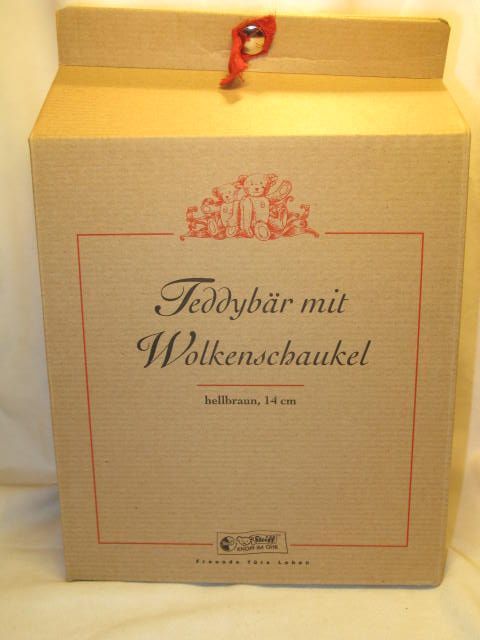 Teddybär mit
Wolkenschaukel
hellbraun, 14 cm
Steiff
KNOPF IM OHR
Freunde fürs Leben